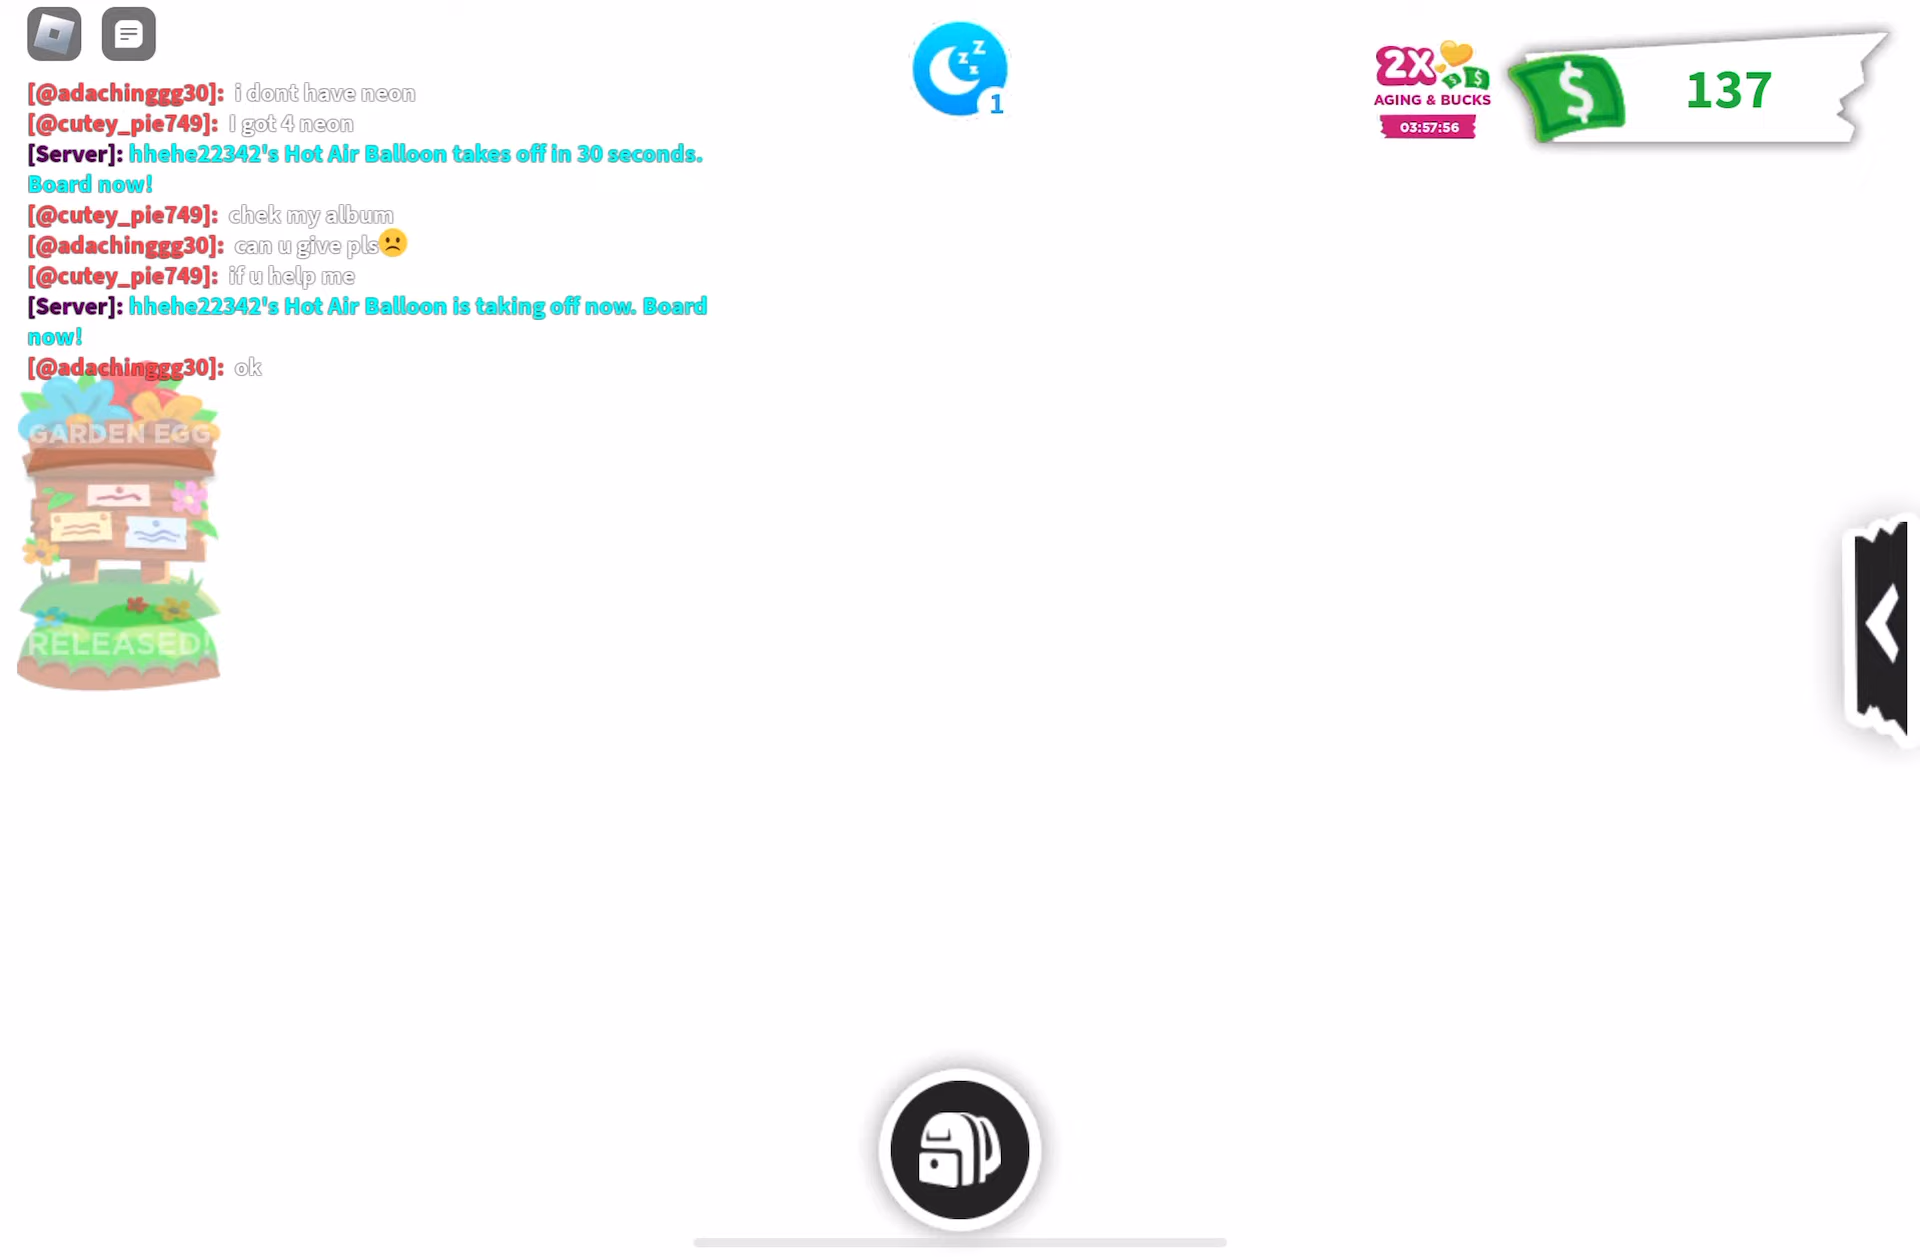 [@adachinggg30]: i dont have neon
[@cutey_pie749]: I got 4 neon
[Server]: hhehe22342's Hot Air Balloon takes off in 30 seconds.
Board now!
[@cutey_pie749]: chek my album
[@adachinggg30]: can u give pls🙁
[@cutey_pie749]: if u help me
[Server]: hhehe22342's Hot Air Balloon is taking off now. Board
now!
[@adachinggg30]: ok
GARDEN EGG
RELEASED!
z z z
1
2X
AGING & BUCKS
03:57:56
$
137